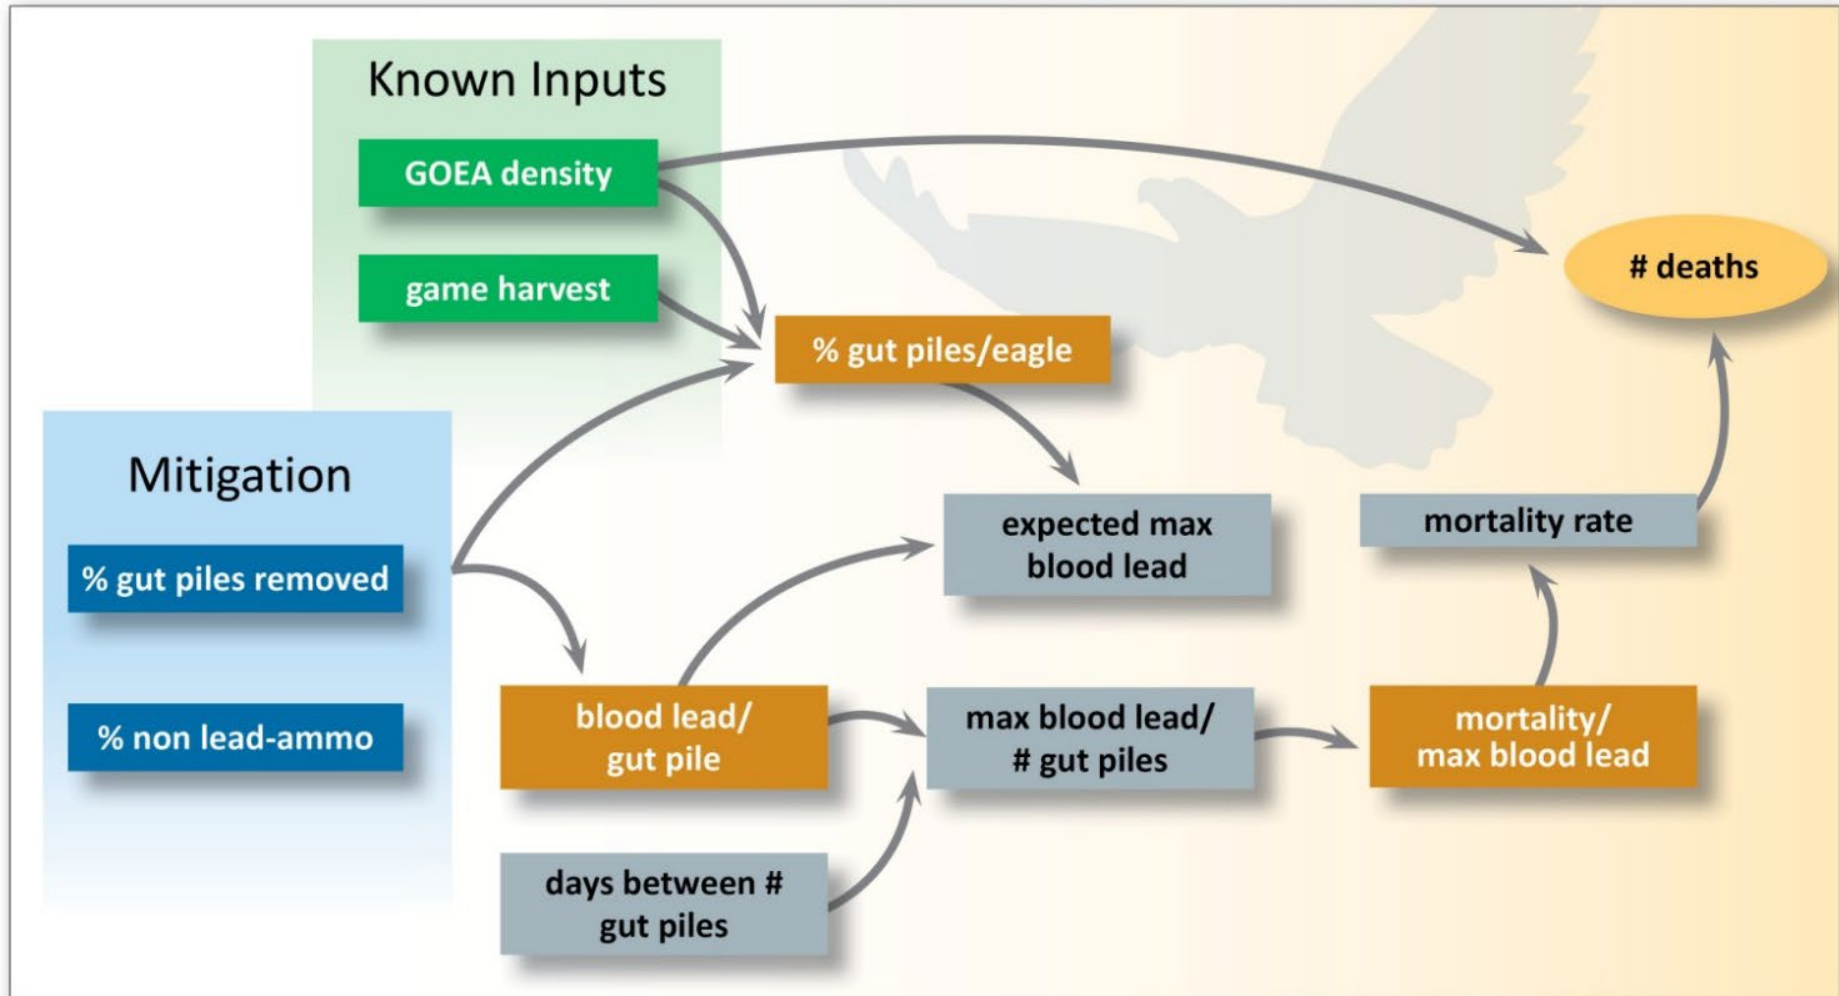 Known Inputs
GOEA density
game harvest
# deaths
% gut piles/eagle
Mitigation
% gut piles removed
% non lead-ammo
expected max
blood lead
mortality rate
blood lead/
gut pile
max blood lead/
# gut piles
mortality/
max blood lead
days between #
gut piles